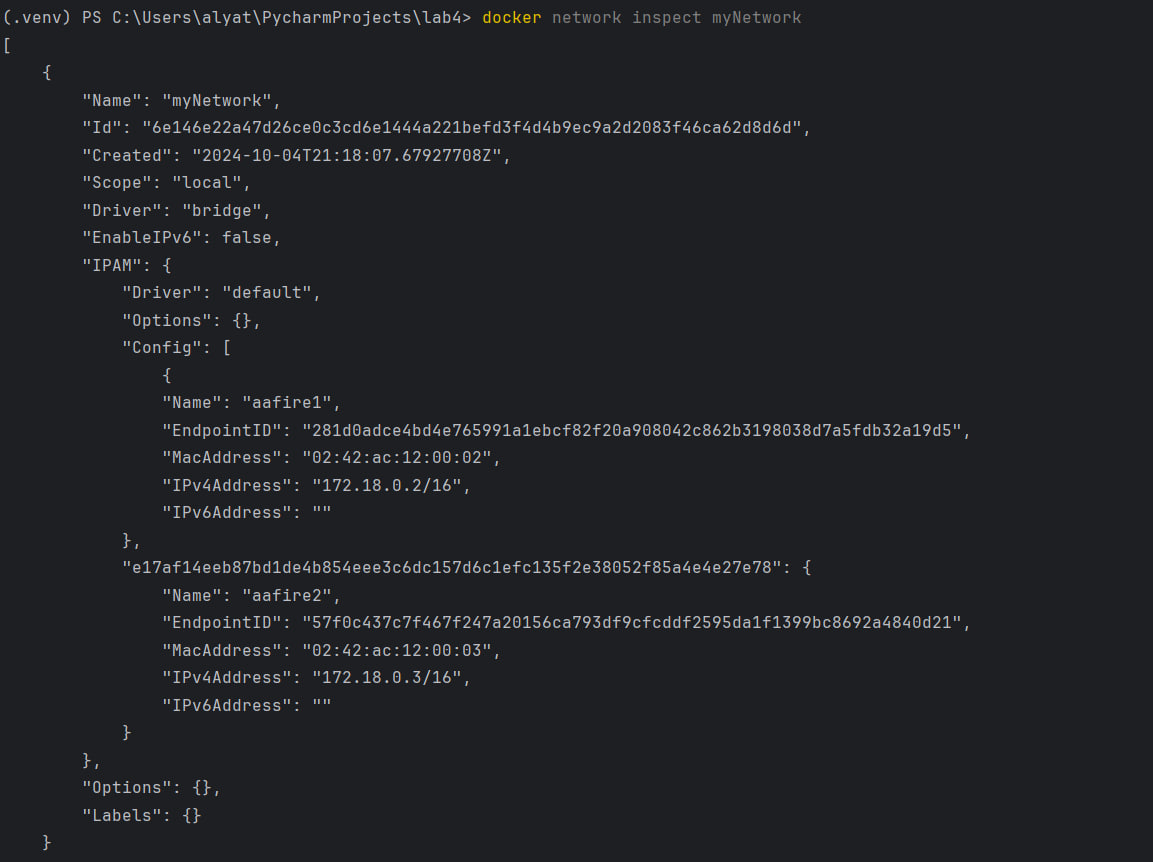 (.venv) PS C:\Users\alyat\PycharmProjects\lab4> docker network inspect myNetwork
[
    {
        "Name": "myNetwork",
        "Id": "6e146e22a47d26ce0c3cd6e1444a221befd3f4d4b9ec9a2d2083f46ca62d8d6d",
        "Created": "2024-10-04T21:18:07.67927708Z",
        "Scope": "local",
        "Driver": "bridge",
        "EnableIPv6": false,
        "IPAM": {
            "Driver": "default",
            "Options": {},
            "Config": [
                {
                "Name": "aafire1",
                "EndpointID": "281d0adce4bd4e765991a1ebcf82f20a908042c862b3198038d7a5fdb32a19d5",
                "MacAddress": "02:42:ac:12:00:02",
                "IPv4Address": "172.18.0.2/16",
                "IPv6Address": ""
            },
            "e17af14eeb87bd1de4b854eee3c6dc157d6c1efc135f2e38052f85a4e4e27e78": {
                "Name": "aafire2",
                "EndpointID": "57f0c437c7f467f247a20156ca793df9cfcddf2595da1f1399bc8692a4840d21",
                "MacAddress": "02:42:ac:12:00:03",
                "IPv4Address": "172.18.0.3/16",
                "IPv6Address": ""
            }
        },
        "Options": {},
        "Labels": {}
    }